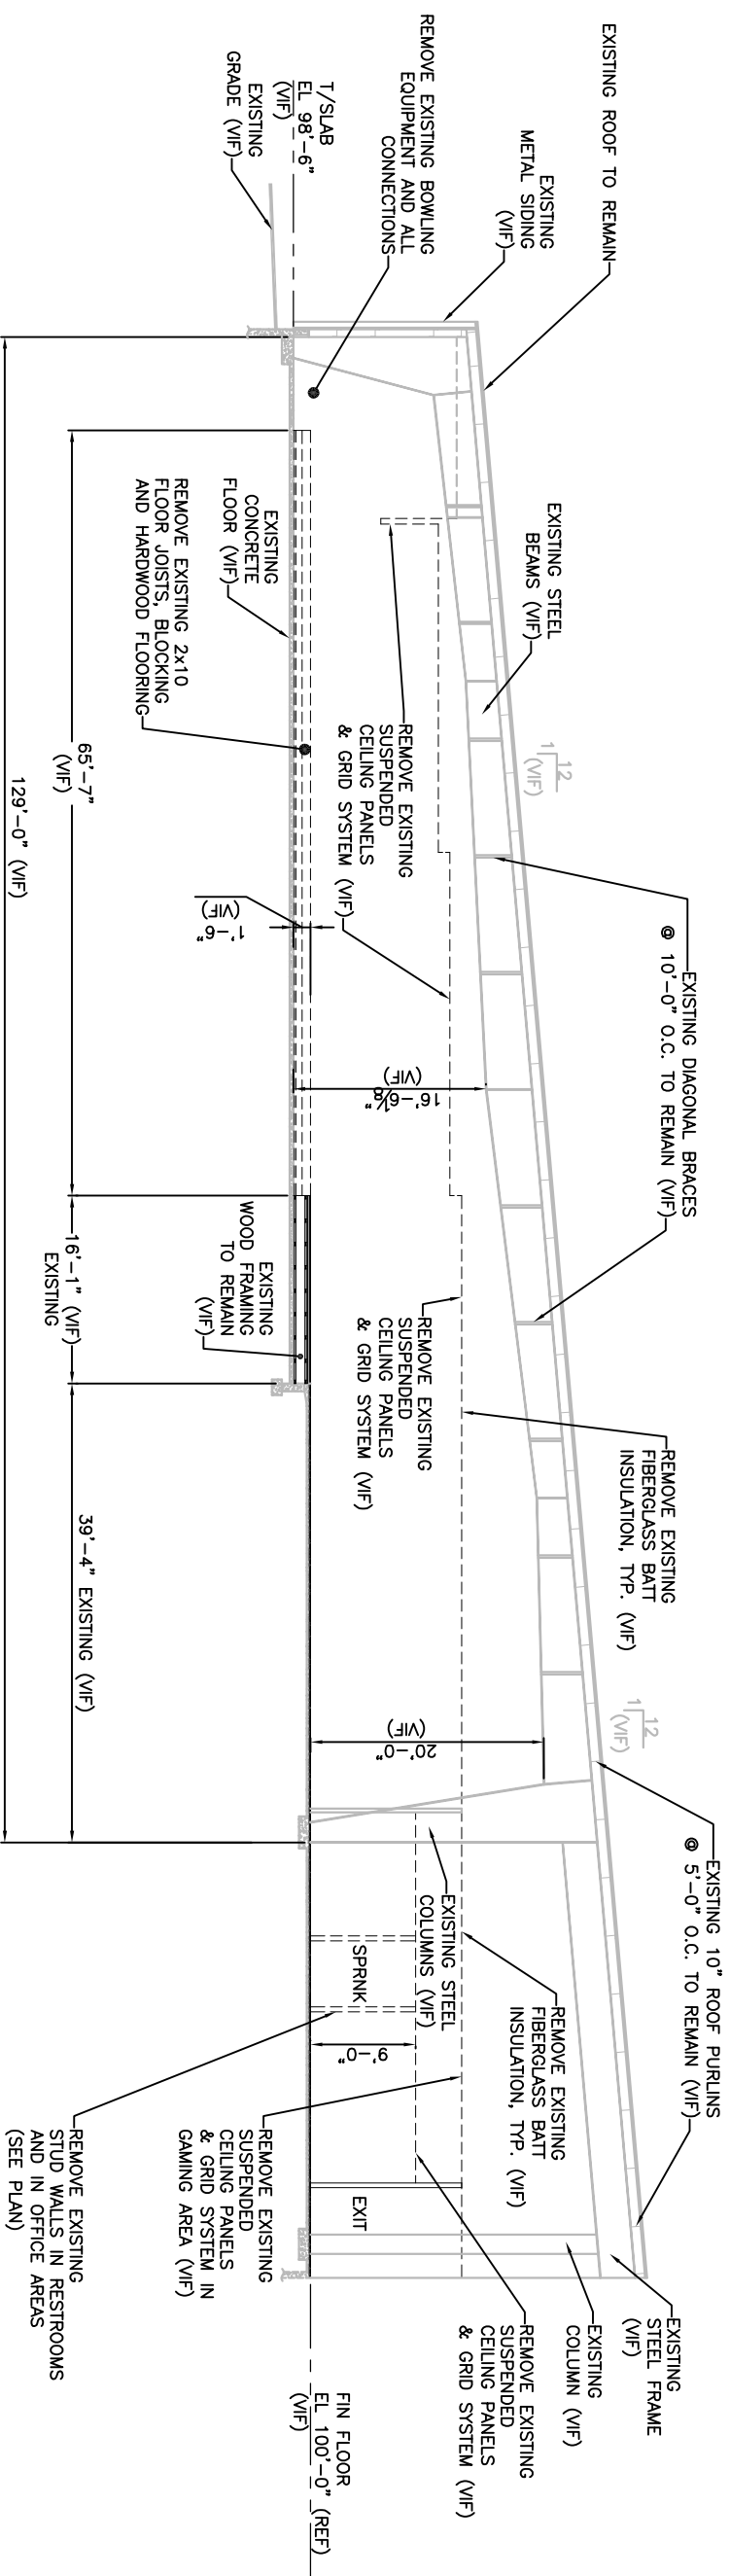 EXISTING ROOF TO REMAIN
EXISTING
METAL SIDING
(VIF)
REMOVE EXISTING BOWLING
EQUIPMENT AND ALL
CONNECTIONS
T/SLAB
EL 98'-6"
(VIF)
EXISTING
GRADE (VIF)
EXISTING STEEL
BEAMS (VIF)
12
1
(VIF)
EXISTING DIAGONAL BRACES
@ 10'-0" O.C. TO REMAIN (VIF)
REMOVE EXISTING
SUSPENDED
CEILING PANELS
& GRID SYSTEM (VIF)
EXISTING
CONCRETE
FLOOR (VIF)
REMOVE EXISTING 2x10
FLOOR JOISTS, BLOCKING
AND HARDWOOD FLOORING
1'-6"
(VIF)
16'-6 1/8"
(VIF)
65'-7"
(VIF)
129'-0" (VIF)
16'-1" (VIF)
EXISTING
EXISTING
WOOD FRAMING
TO REMAIN
(VIF)
REMOVE EXISTING
SUSPENDED
CEILING PANELS
& GRID SYSTEM (VIF)
REMOVE EXISTING
FIBERGLASS BATT
INSULATION, TYP. (VIF)
39'-4" EXISTING (VIF)
12
1
(VIF)
20'-0"
(VIF)
EXISTING 10" ROOF PURLINS
@ 5'-0" O.C. TO REMAIN (VIF)
EXISTING STEEL
COLUMNS (VIF)
REMOVE EXISTING
FIBERGLASS BATT
INSULATION, TYP. (VIF)
SPRNK
9'-0"
EXIT
REMOVE EXISTING
SUSPENDED
CEILING PANELS
& GRID SYSTEM IN
GAMING AREA (VIF)
REMOVE EXISTING
STUD WALLS IN RESTROOMS
AND IN OFFICE AREAS
(SEE PLAN)
EXISTING
STEEL FRAME
(VIF)
EXISTING
COLUMN (VIF)
REMOVE EXISTING
SUSPENDED
CEILING PANELS
& GRID SYSTEM (VIF)
FIN FLOOR
EL 100'-0" (REF)
(VIF)